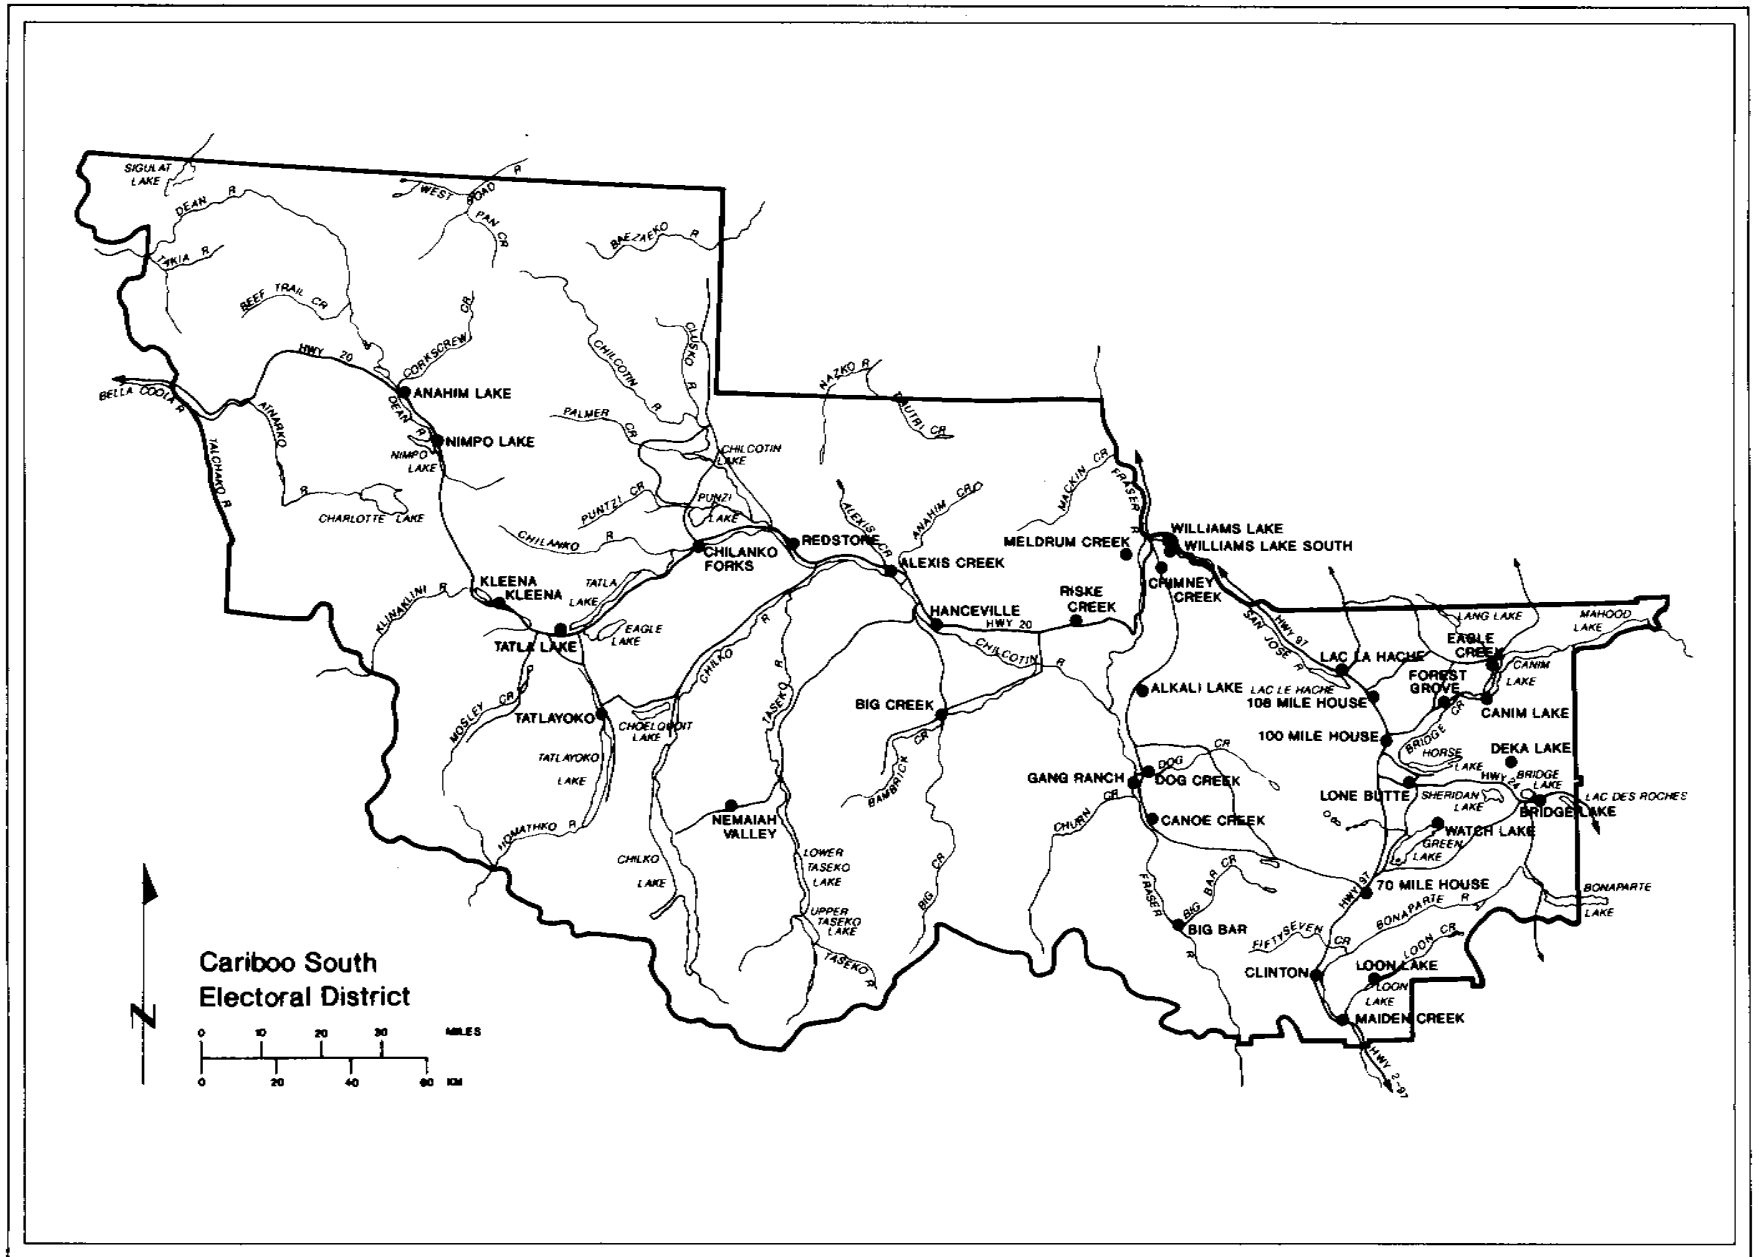 SIGULAT
LAKE
DEAN R
WEST ROAD R
PAN CR
BAEZAEKO R
R
BEEF TRAIL CR
HWY 20
CORKSCREW CR
CHILCOTIN R
CLUSKO R
NAZKO R
CR
BELLA COOLA R
ATNARKO
R
ANAHIM LAKE
DEAN R
PALMER
CR
TALCHAKO R
NIMPO LAKE
NIMPO
LAKE
CHILCOTIN
LAKE
MACKIN CR
FRASER R
CHARLOTTE LAKE
PUNTZI CR
PUNZI
LAKE
ALEXIS CR
ANAHIM CR
CHILANKO R
CHILANKO
FORKS
REDSTONE
ALEXIS CREEK
MELDRUM CREEK
WILLIAMS LAKE
WILLIAMS LAKE SOUTH
CHIMNEY
CREEK
KLINAKLINI R
KLEENA
KLEENA
TATLA
LAKE
EAGLE
LAKE
TATLA LAKE
HANCEVILLE
HWY 20
RISKE
CREEK
CHILCOTIN R
HWY 97
SAN JOSE R
LANG LAKE
MAHOOD
LAKE
EAGLE
CREEK
LAC LA HACHE
CANIM
LAKE
FOREST
GROVE
MOSLEY CR
CHILKO R
TASEKO R
TATLAYOKO
CHOELQUOIT
LAKE
BIG CREEK
ALKALI LAKE
LAC LE HACHE
108 MILE HOUSE
CANIM LAKE
100 MILE HOUSE
BRIDGE CR
HORSE
LAKE
DEKA LAKE
TATLAYOKO
LAKE
BAMBRICK CR
GANG RANCH
DOG CR
DOG CREEK
HWY 24
BRIDGE
LAKE
LONE BUTTE
SHERIDAN
LAKE
LAC DES ROCHES
BRIDGE LAKE
NEMAIAH
VALLEY
CHURN CR
CANOE CREEK
WATCH LAKE
GREEN
LAKE
HOMATHKO R
CHILKO
LAKE
LOWER
TASEKO
LAKE
BIG CR
FRASER R
BIG BAR CR
HWY 97
70 MILE HOUSE
BONAPARTE
LAKE
BONAPARTE R
UPPER
TASEKO
LAKE
BIG BAR
FIFTYSEVEN CR
LOON CR
TASEKO R
CLINTON
LOON LAKE
LOON
LAKE
MAIDEN CREEK
HWY 2-97
Cariboo South
Electoral District
0 10 20 30 MILES
0 20 40 60 KM
N